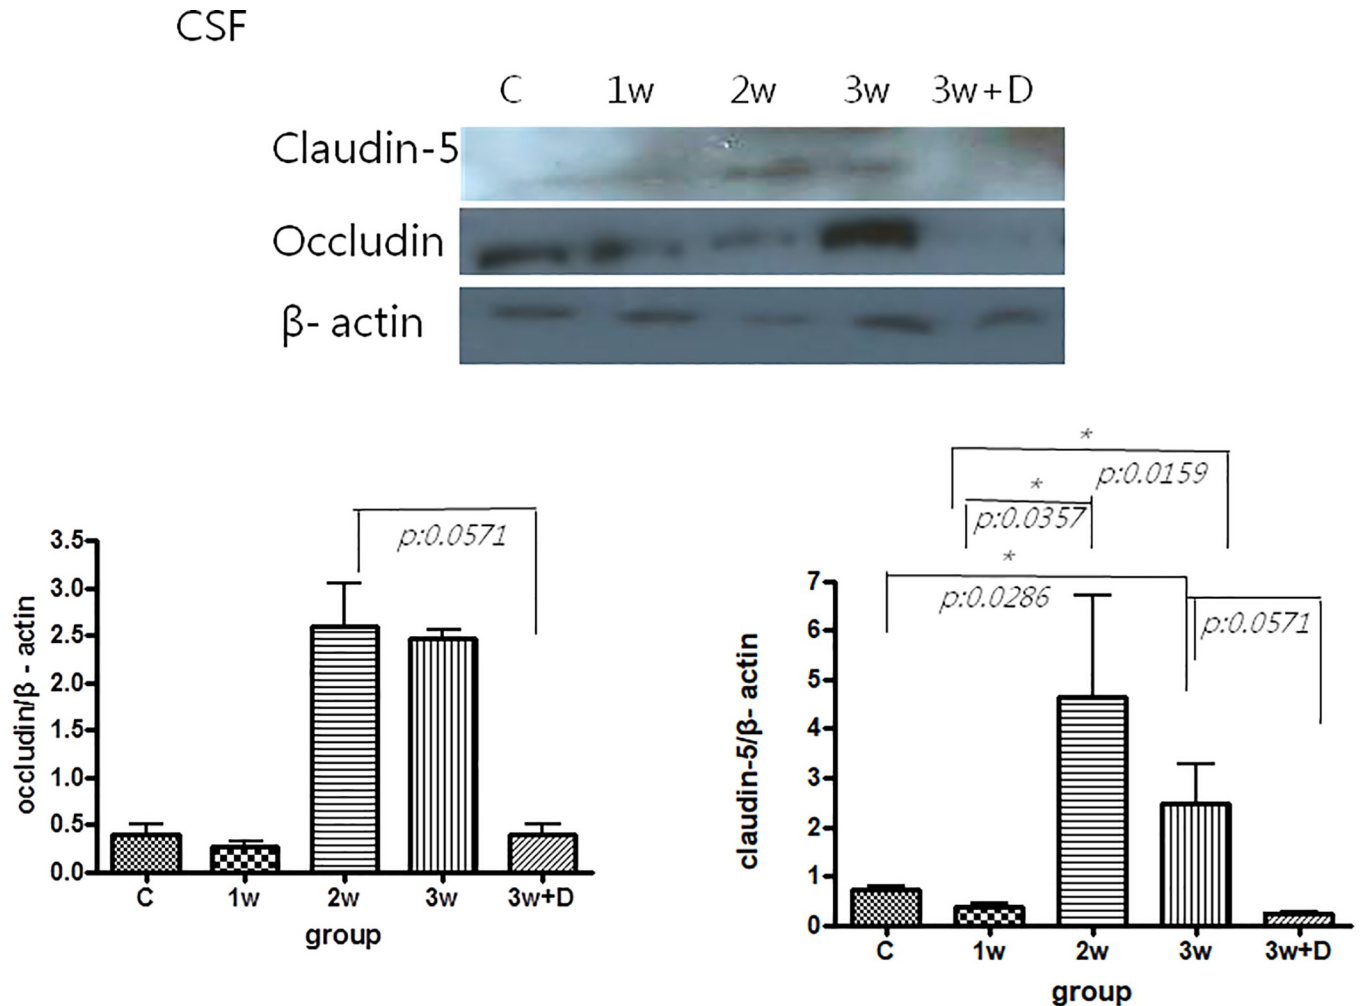 CSF
C 1w 2w 3w 3w+D
Claudin-5
Occludin
β- actin
p:0.0571
3.5
3.0
2.5
2.0
1.5
1.0
0.5
0.0
occludin/β - actin
C 1w 2w 3w 3w+D
group
*
p:0.0159
*
p:0.0357
*
p:0.0286
p:0.0571
7
6
5
4
3
2
1
0
claudin-5/β- actin
C 1w 2w 3w 3w+D
group